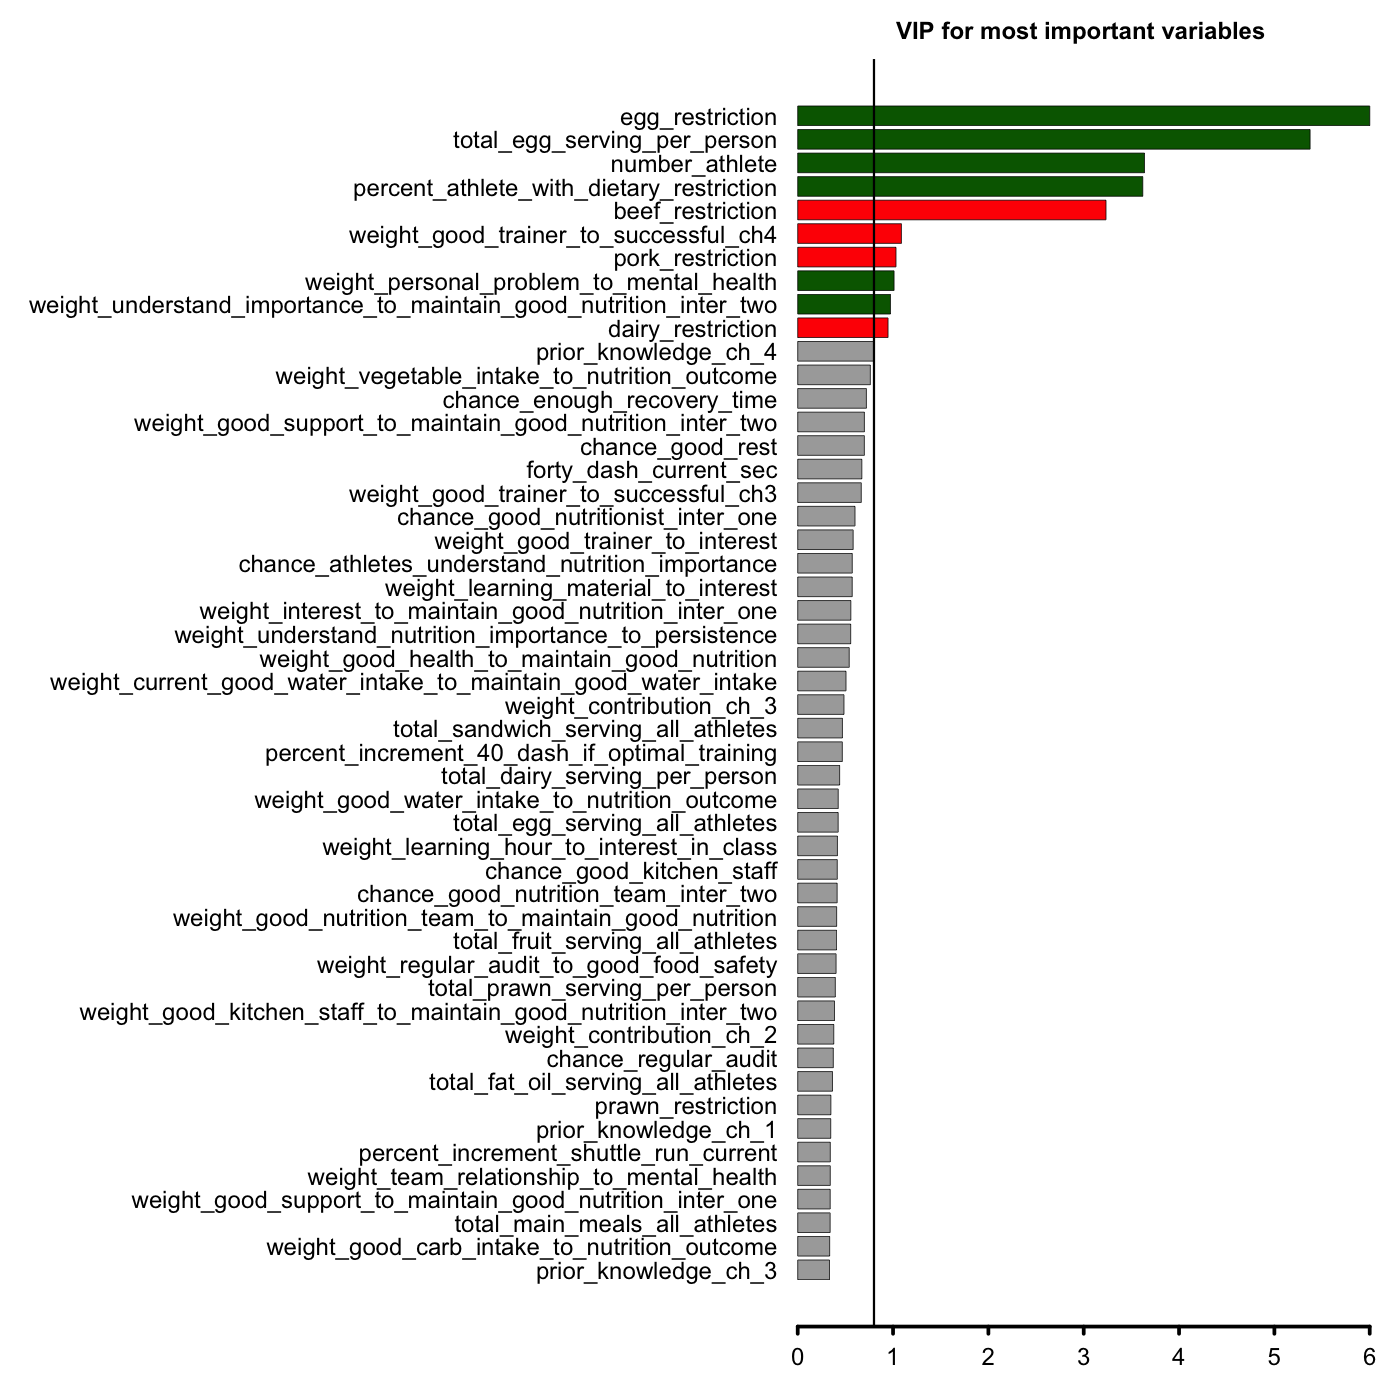 VIP for most important variables
egg_restriction
total_egg_serving_per_person
number_athlete
percent_athlete_with_dietary_restriction
beef_restriction
weight_good_trainer_to_successful_ch4
pork_restriction
weight_personal_problem_to_mental_health
weight_understand_importance_to_maintain_good_nutrition_inter_two
dairy_restriction
prior_knowledge_ch_4
weight_vegetable_intake_to_nutrition_outcome
chance_enough_recovery_time
weight_good_support_to_maintain_good_nutrition_inter_two
chance_good_rest
forty_dash_current_sec
weight_good_trainer_to_successful_ch3
chance_good_nutritionist_inter_one
weight_good_trainer_to_interest
chance_athletes_understand_nutrition_importance
weight_learning_material_to_interest
weight_interest_to_maintain_good_nutrition_inter_one
weight_understand_nutrition_importance_to_persistence
weight_good_health_to_maintain_good_nutrition
weight_current_good_water_intake_to_maintain_good_water_intake
weight_contribution_ch_3
total_sandwich_serving_all_athletes
percent_increment_40_dash_if_optimal_training
total_dairy_serving_per_person
weight_good_water_intake_to_nutrition_outcome
total_egg_serving_all_athletes
weight_learning_hour_to_interest_in_class
chance_good_kitchen_staff
chance_good_nutrition_team_inter_two
weight_good_nutrition_team_to_maintain_good_nutrition
total_fruit_serving_all_athletes
weight_regular_audit_to_good_food_safety
total_prawn_serving_per_person
weight_good_kitchen_staff_to_maintain_good_nutrition_inter_two
weight_contribution_ch_2
chance_regular_audit
total_fat_oil_serving_all_athletes
prawn_restriction
prior_knowledge_ch_1
percent_increment_shuttle_run_current
weight_team_relationship_to_mental_health
weight_good_support_to_maintain_good_nutrition_inter_one
total_main_meals_all_athletes
weight_good_carb_intake_to_nutrition_outcome
prior_knowledge_ch_3
0 1 2 3 4 5 6